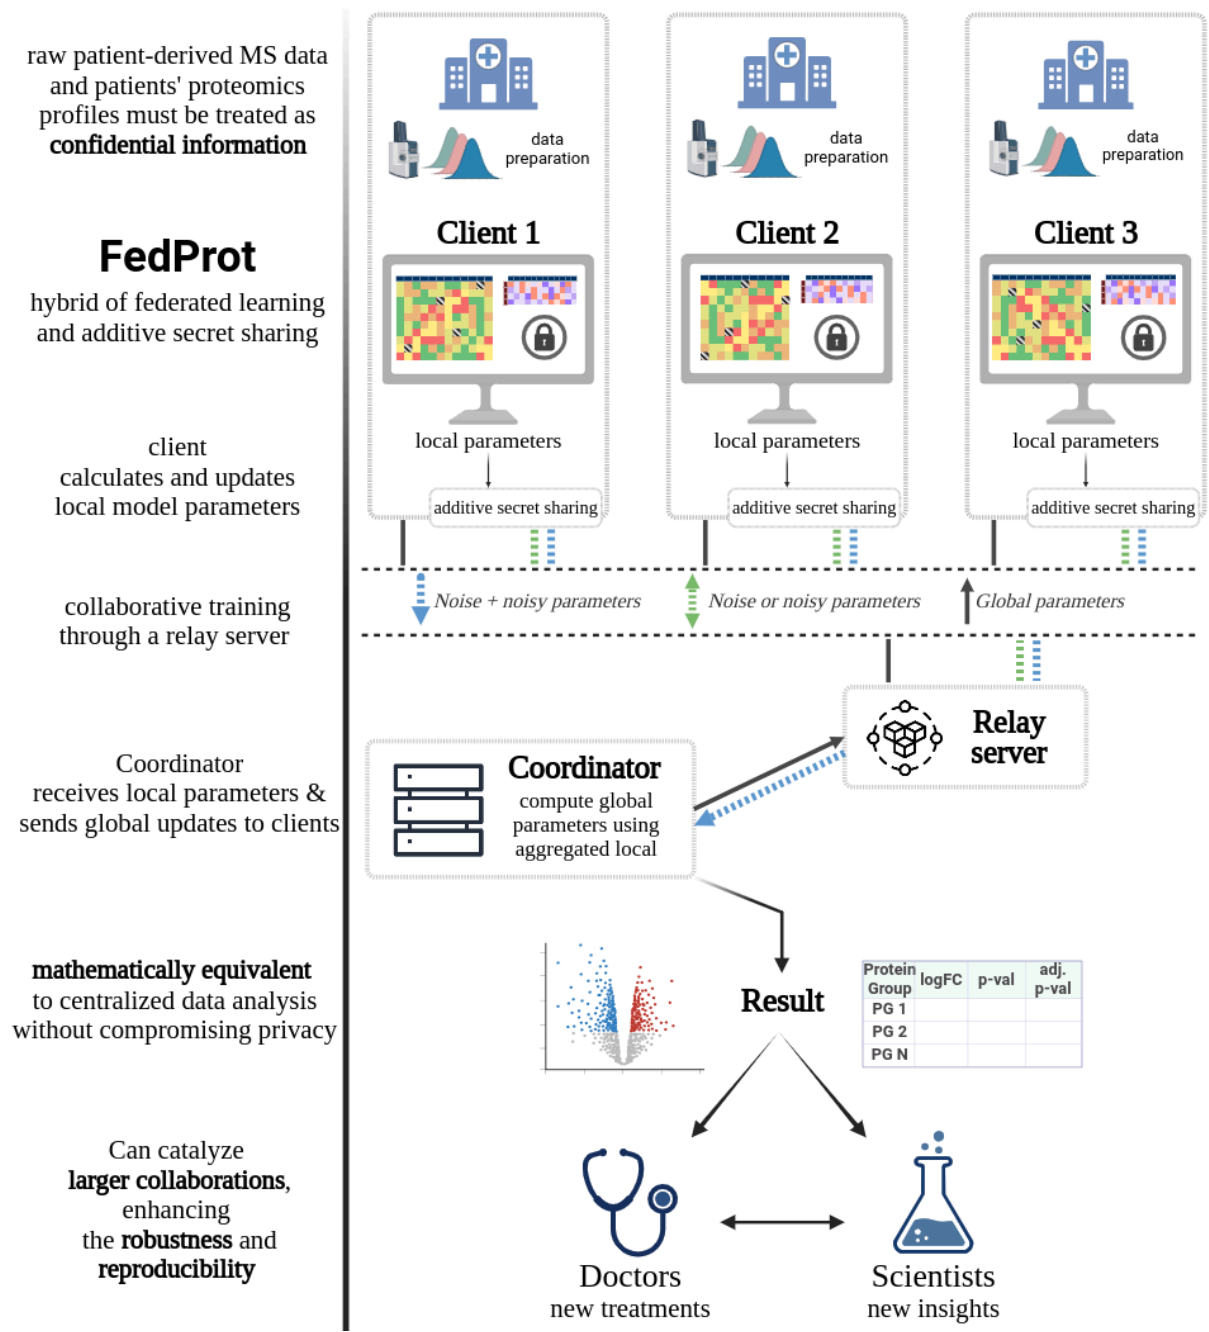 raw patient-derived MS data
and patients' proteomics
profiles must be treated as
confidential information
data
preparation
data
preparation
data
preparation
FedProt
hybrid of federated learning
and additive secret sharing
Client 1
Client 2
Client 3
client
calculates and updates
local model parameters
local parameters
local parameters
local parameters
additive secret sharing
additive secret sharing
additive secret sharing
collaborative training
through a relay server
Noise + noisy parameters
Noise or noisy parameters
Global parameters
Relay
server
Coordinator
receives local parameters &
sends global updates to clients
Coordinator
compute global
parameters using
aggregated local
mathematically equivalent
to centralized data analysis
without compromising privacy
Result
Protein
Group
logFC
p-val
adj.
p-val
PG 1
PG 2
PG N
Can catalyze
larger collaborations,
enhancing
the robustness and
reproducibility
Doctors
new treatments
Scientists
new insights